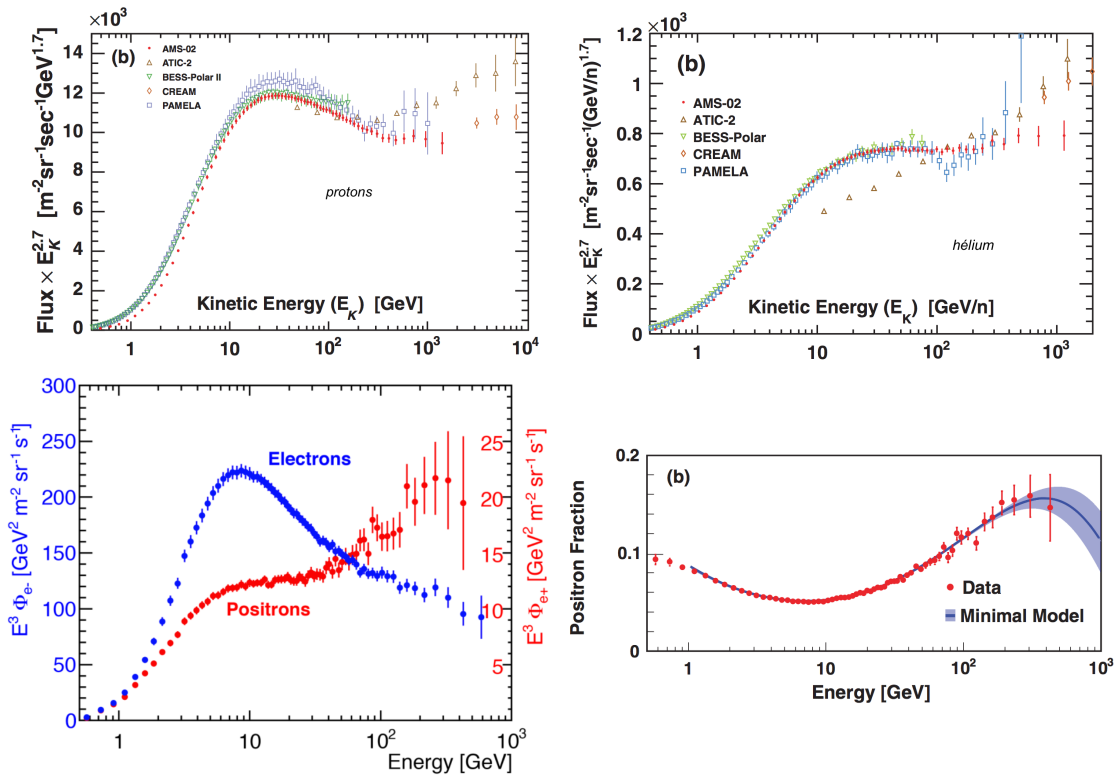 ×10³
(b)
AMS-02
ATIC-2
BESS-Polar II
CREAM
PAMELA
protons
14
12
10
8
6
4
2
0
Flux × E_K^2.7 [m⁻²sr⁻¹sec⁻¹GeV^1.7]
Kinetic Energy (E_K) [GeV]
1
10
10²
10³
10⁴
×10³
(b)
AMS-02
ATIC-2
BESS-Polar
CREAM
PAMELA
hélium
1.2
1
0.8
0.6
0.4
0.2
0
Flux × E_K^2.7 [m⁻²sr⁻¹sec⁻¹(GeV/n)^1.7]
Kinetic Energy (E_K) [GeV/n]
1
10
10²
10³
300
250
200
150
100
50
0
E³ Φ_e- [GeV² m⁻² sr⁻¹ s⁻¹]
Electrons
Positrons
25
20
15
10
5
E³ Φ_e+ [GeV² m⁻² sr⁻¹ s⁻¹]
1
10
10²
10³
Energy [GeV]
(b)
0.2
0.1
0
Positron Fraction
Data
Minimal Model
1
10
10²
10³
Energy [GeV]